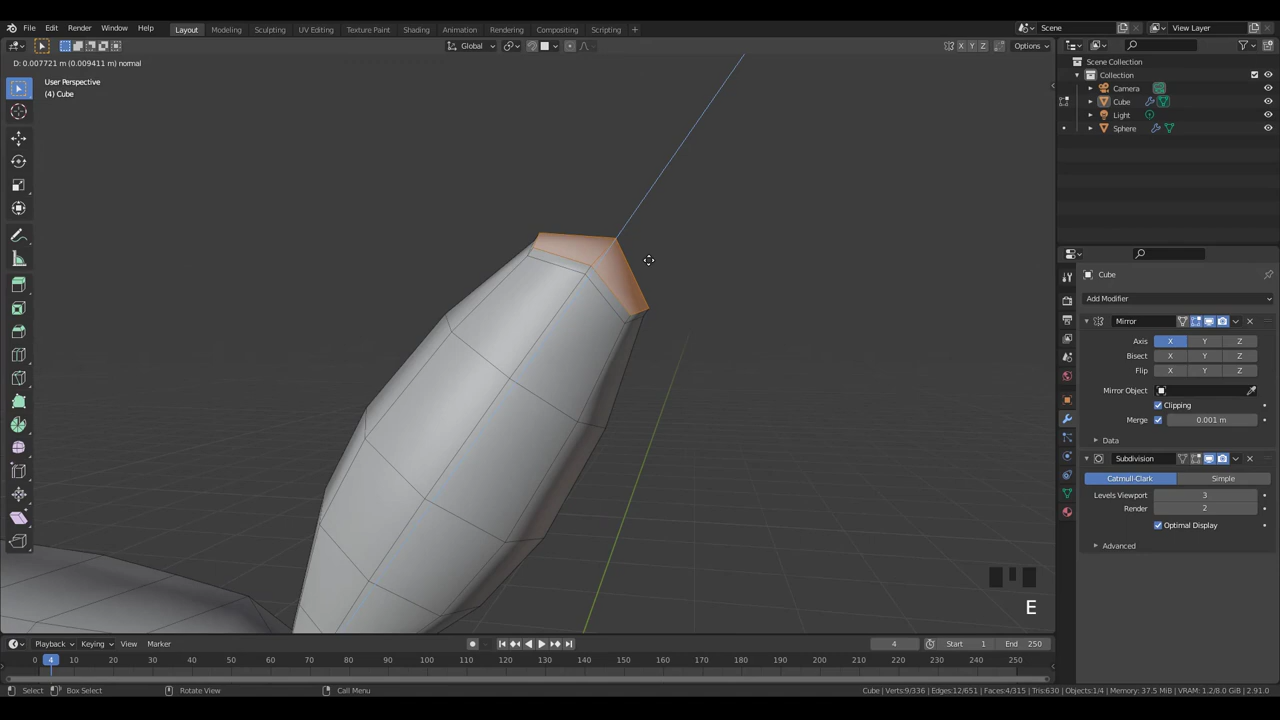 File Edit Render Window Help Layout Modeling Sculpting UV Editing Texture Paint Shading Animation Rendering Compositing Scripting + Scene View Layer
Global X Y Z Options
D: 0.007721 m (0.009411 m) normal
User Perspective
(4) Cube
Scene Collection
Collection
Camera
Cube
Light
Sphere
Cube
Add Modifier
Mirror
Axis X Y Z
Bisect X Y Z
Flip X Y Z
Mirror Object
Clipping
Merge 0.001 m
Data
Subdivision
Catmull-Clark Simple
Levels Viewport 3
Render 2
Optimal Display
Advanced
E
Playback Keying View Marker 4 Start 1 End 250
0 4 10 20 30 40 50 60 70 80 90 100 110 120 130 140 150 160 170 180 190 200 210 220 230 240 250
Select Box Select Rotate View Call Menu Cube | Verts:9/336 | Edges:12/651 | Faces:4/315 | Tris:630 | Objects:1/4 | Memory: 37.5 MiB | VRAM: 1.2/8.0 GiB | 2.91.0